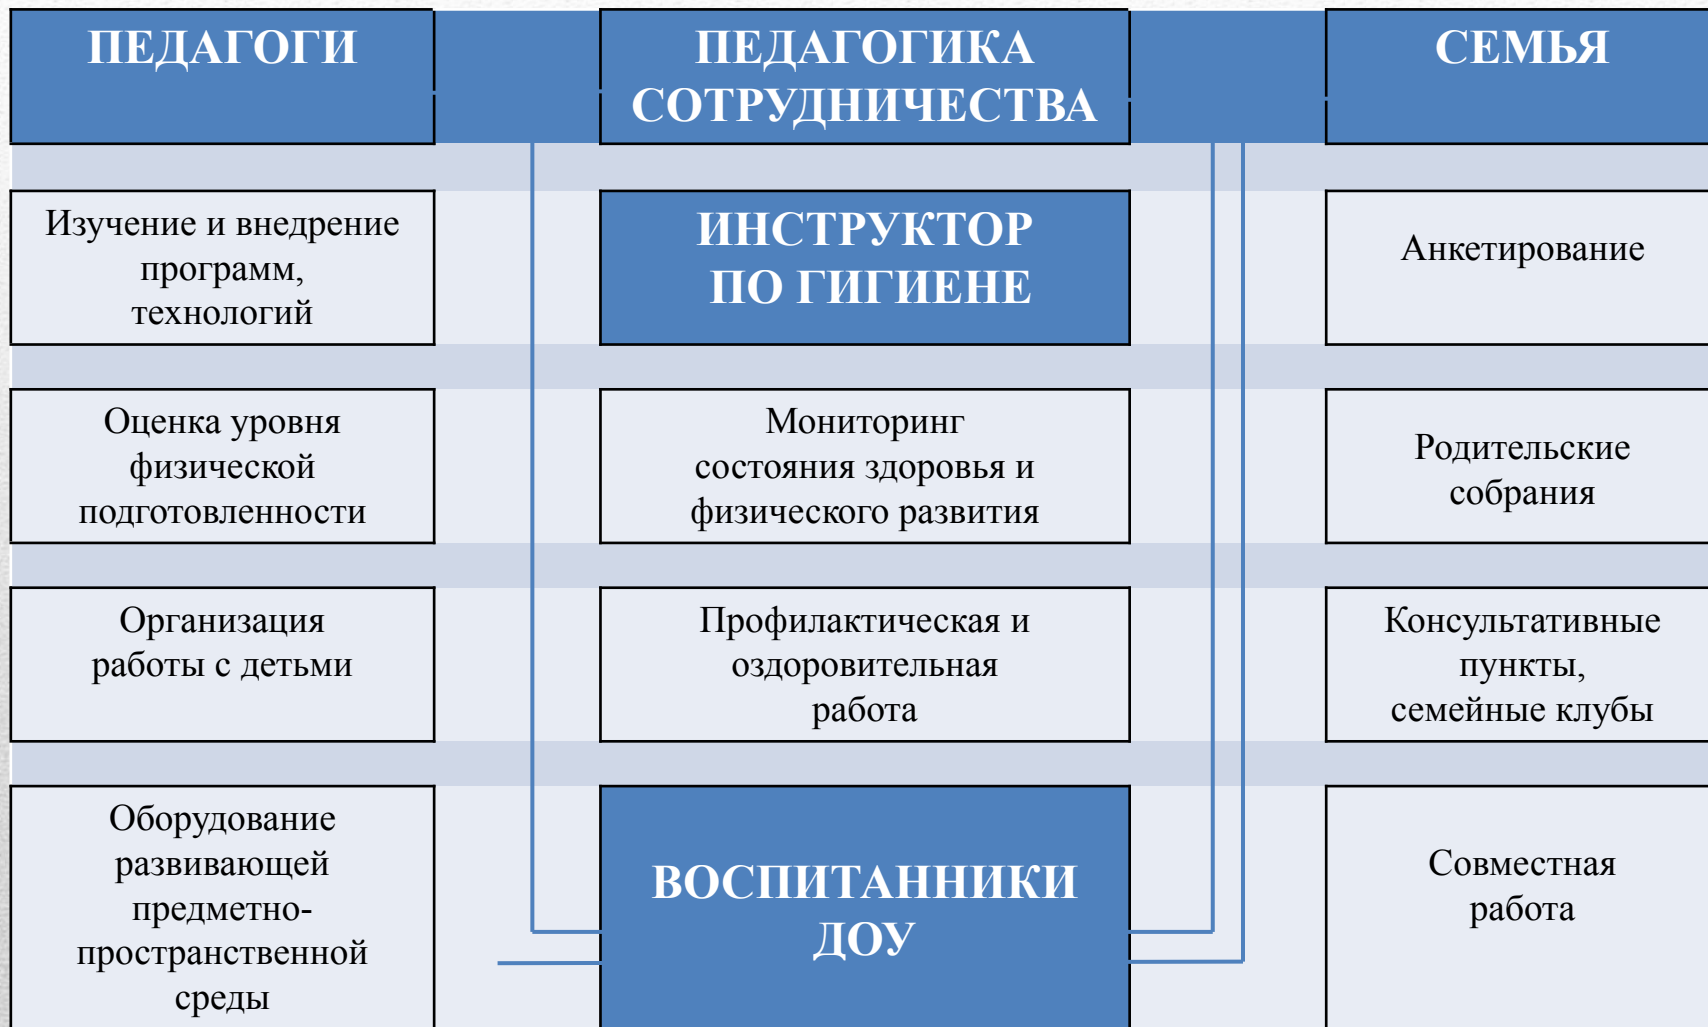 ПЕДАГОГИ
ПЕДАГОГИКА
СОТРУДНИЧЕСТВА
СЕМЬЯ
Изучение и внедрение
программ,
технологий
ИНСТРУКТОР
ПО ГИГИЕНЕ
Анкетирование
Оценка уровня
физической
подготовленности
Мониторинг
состояния здоровья и
физического развития
Родительские
собрания
Организация
работы с детьми
Профилактическая и
оздоровительная
работа
Консультативные
пункты,
семейные клубы
Оборудование
развивающей
предметно-
пространственной
среды
ВОСПИТАННИКИ
ДОУ
Совместная
работа